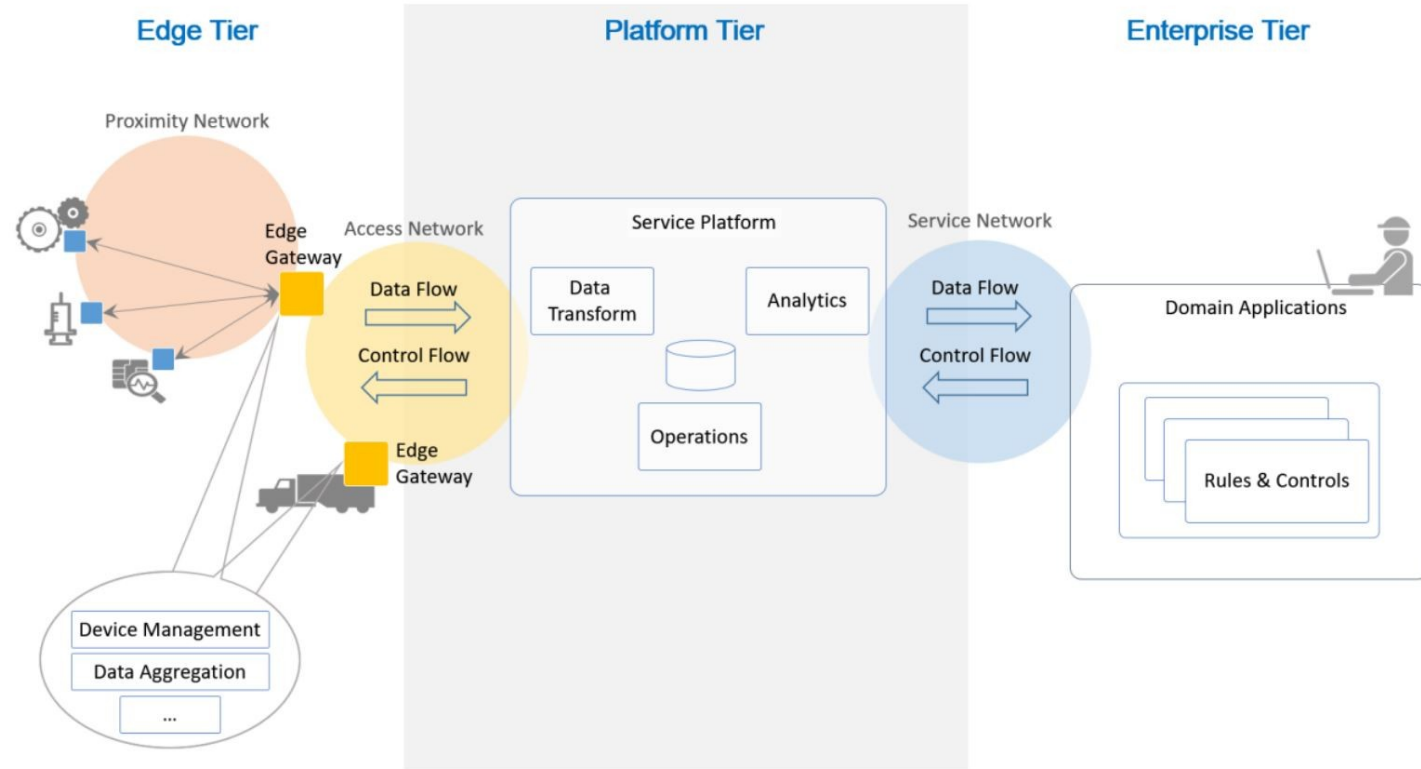 Edge Tier
Platform Tier
Enterprise Tier
Proximity Network
Edge
Gateway
Access Network
Data Flow
Control Flow
Edge
Gateway
Device Management
Data Aggregation
...
Service Platform
Data
Transform
Analytics
Operations
Service Network
Data Flow
Control Flow
Domain Applications
Rules & Controls